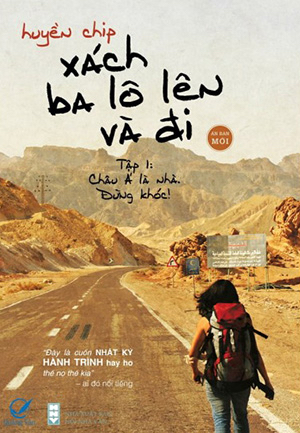 huyền chip
xách
ba lô lên
và đi
ẤN BẢN
MỚI
Tập 1:
Châu Á là nhà.
Đừng khóc!
"Đây là cuốn NHẬT KÝ
HÀNH TRÌNH hay ho
thế nọ thế kia"
– ai đó nổi tiếng